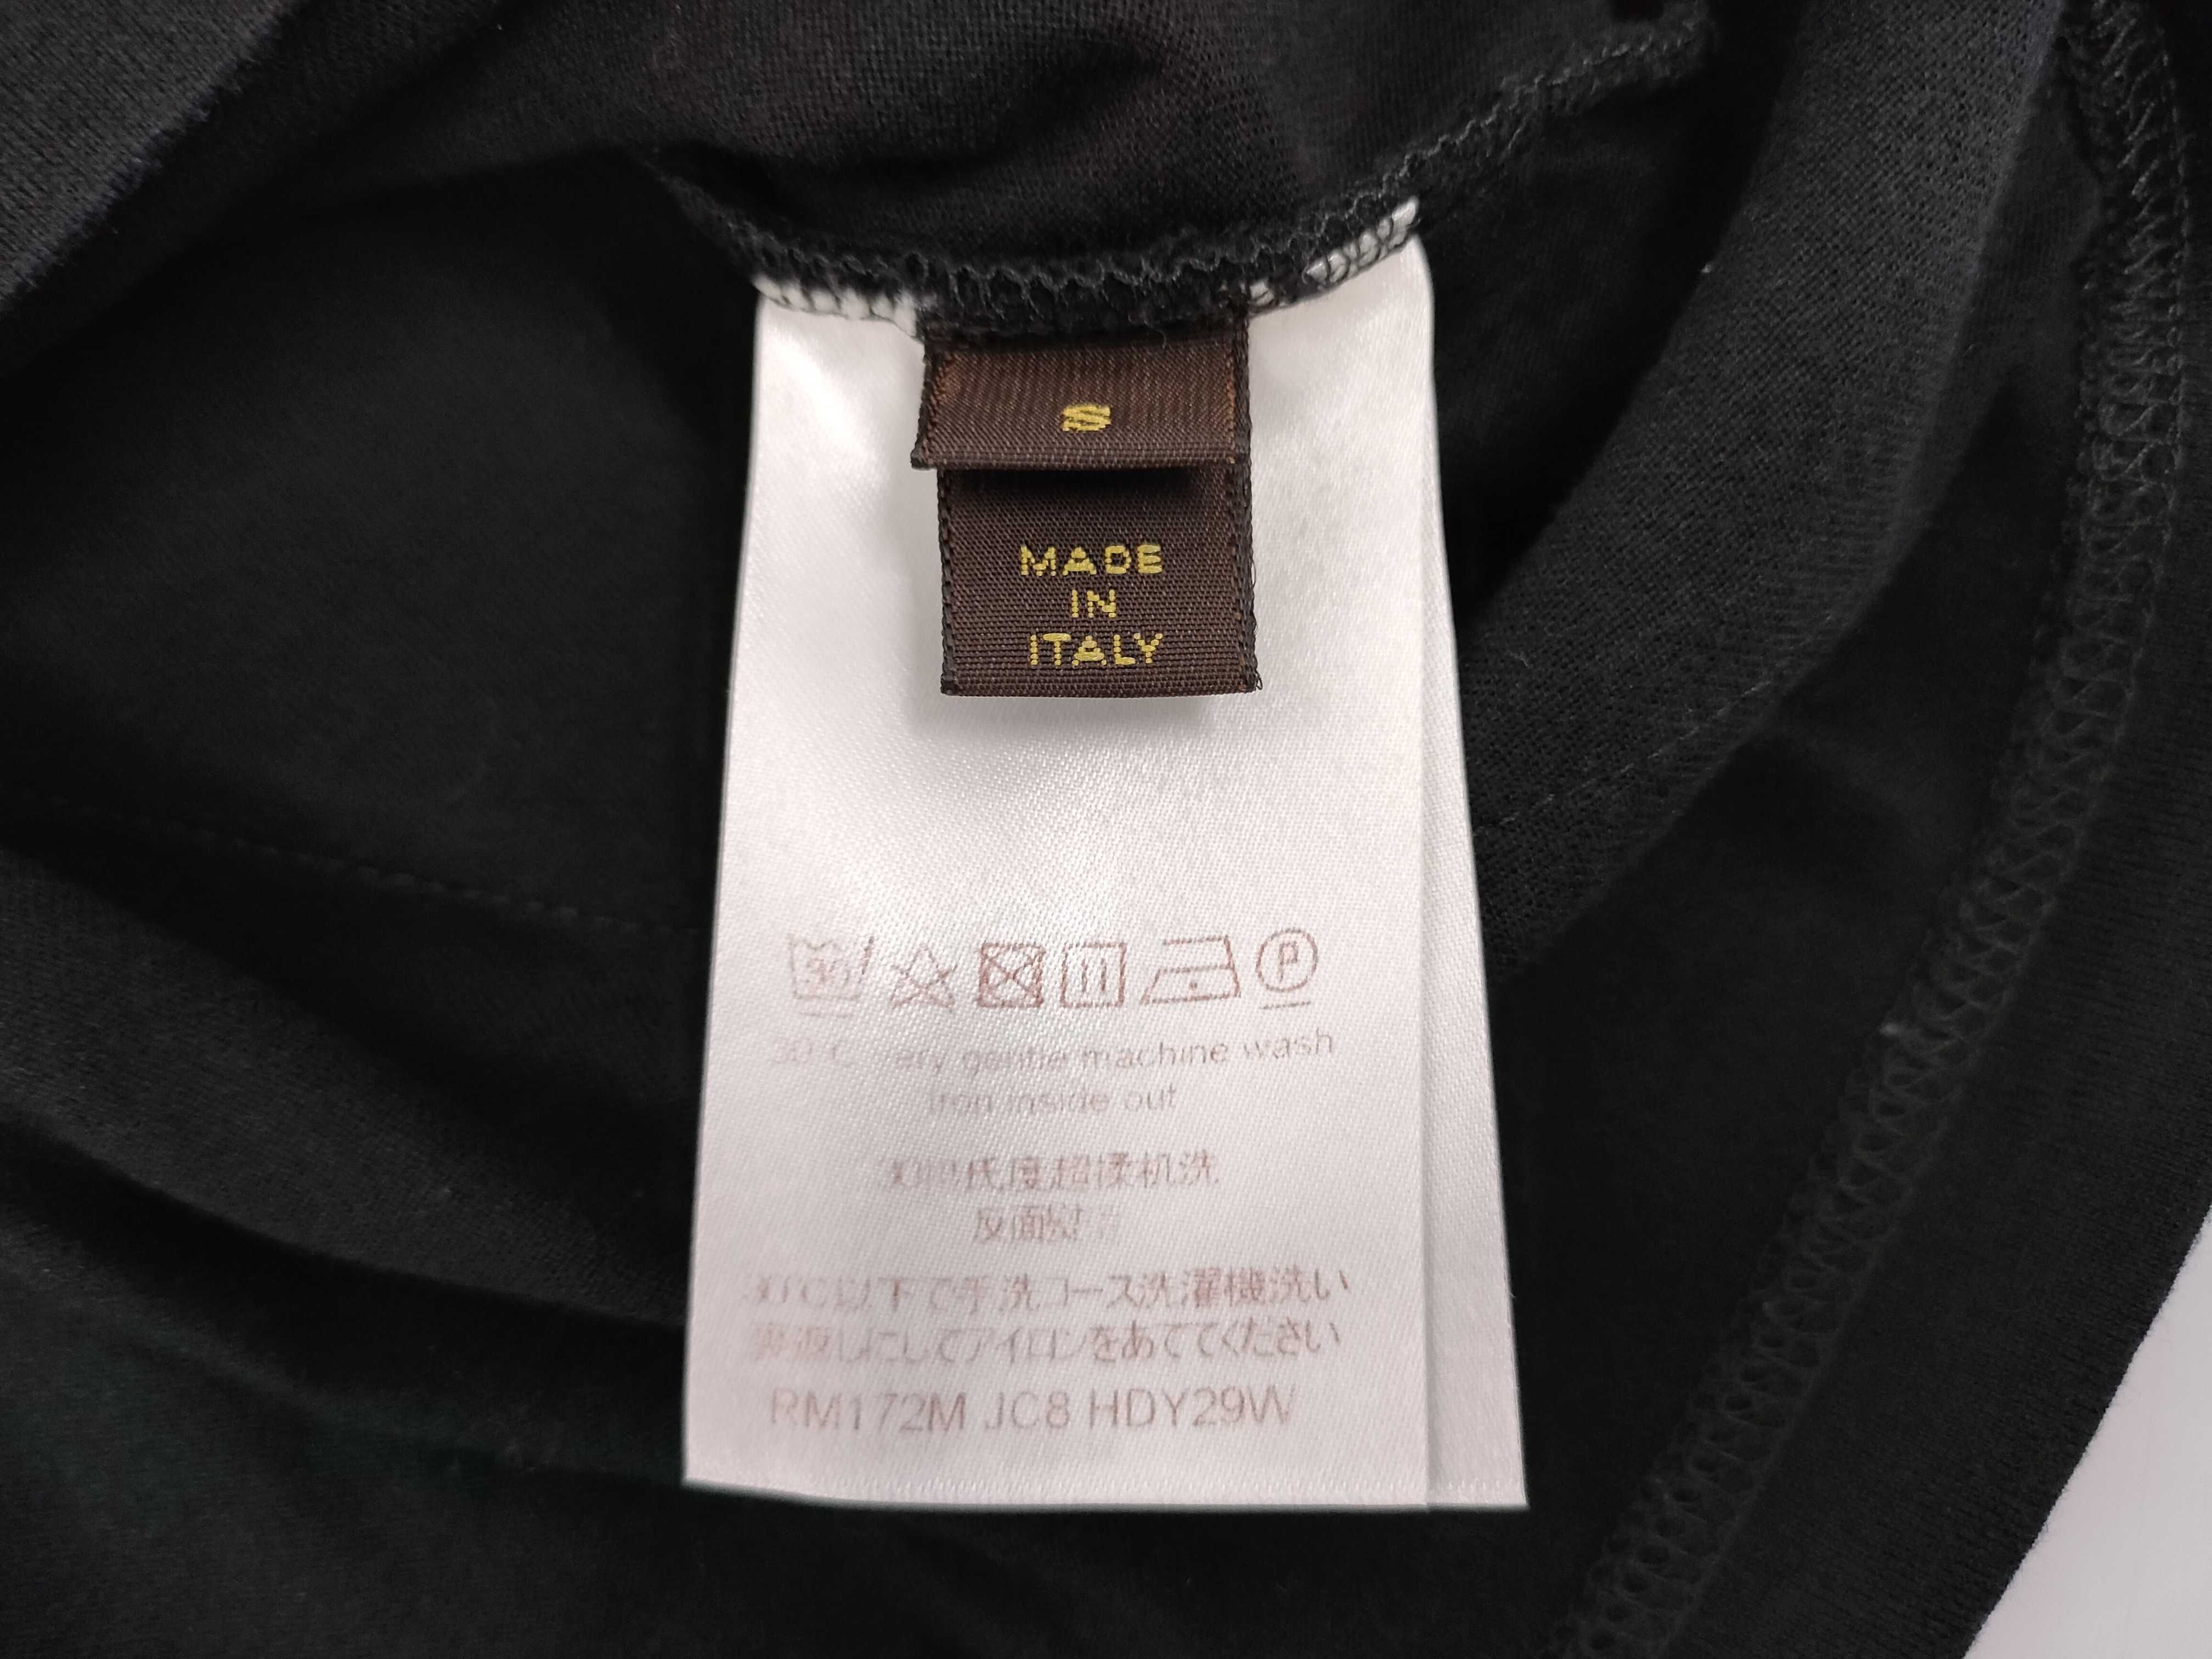 S
MADE
IN
ITALY
30
P
30°C very gentle machine wash
Iron inside out
30摄氏度超柔机洗
反面熨
30℃以下で手洗コース洗濯機洗い
裏返しにしてアイロンをあててください
RM172M JC8 HDY29W